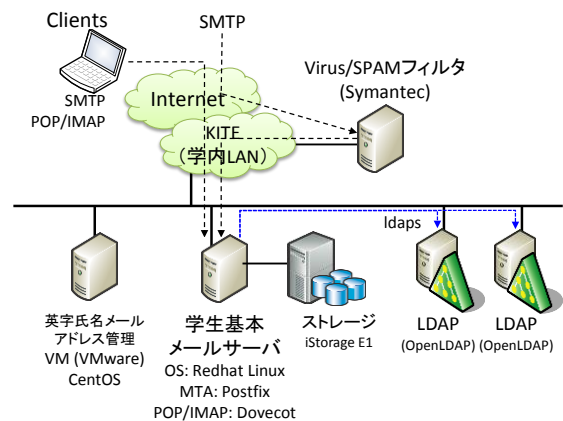 Clients
SMTP
SMTP
POP/IMAP
Internet
Virus/SPAMフィルタ
(Symantec)
KITE
(学内LAN)
ldaps
英字氏名メール
アドレス管理
VM (VMware)
CentOS
学生基本
メールサーバ
OS: Redhat Linux
MTA: Postfix
POP/IMAP: Dovecot
ストレージ
iStorage E1
LDAP
(OpenLDAP)
LDAP
(OpenLDAP)